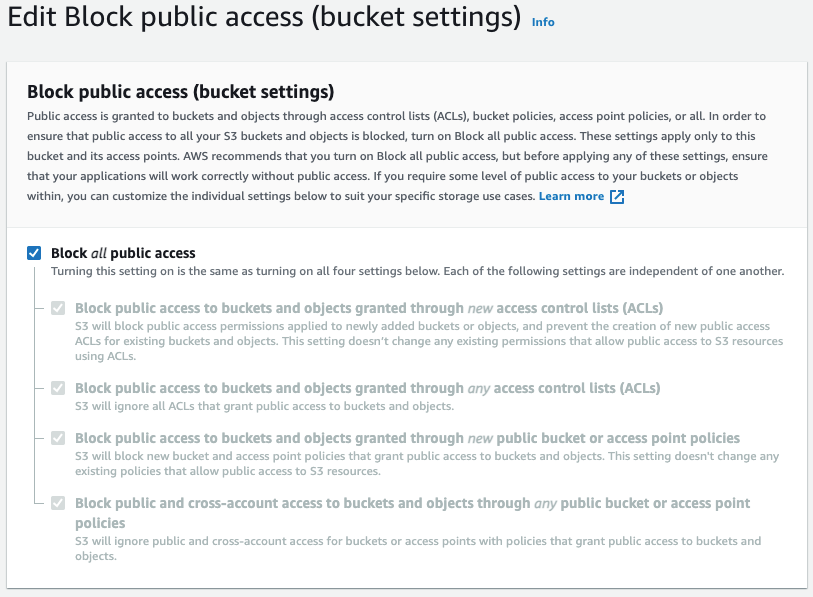 Edit Block public access (bucket settings) Info
Block public access (bucket settings)
Public access is granted to buckets and objects through access control lists (ACLs), bucket policies, access point policies, or all. In order to
ensure that public access to all your S3 buckets and objects is blocked, turn on Block all public access. These settings apply only to this
bucket and its access points. AWS recommends that you turn on Block all public access, but before applying any of these settings, ensure
that your applications will work correctly without public access. If you require some level of public access to your buckets or objects
within, you can customize the individual settings below to suit your specific storage use cases. Learn more
Block all public access
Turning this setting on is the same as turning on all four settings below. Each of the following settings are independent of one another.
Block public access to buckets and objects granted through new access control lists (ACLs)
S3 will block public access permissions applied to newly added buckets or objects, and prevent the creation of new public access
ACLs for existing buckets and objects. This setting doesn't change any existing permissions that allow public access to S3 resources
using ACLs.
Block public access to buckets and objects granted through any access control lists (ACLs)
S3 will ignore all ACLs that grant public access to buckets and objects.
Block public access to buckets and objects granted through new public bucket or access point policies
S3 will block new bucket and access point policies that grant public access to buckets and objects. This setting doesn't change any
existing policies that allow public access to S3 resources.
Block public and cross-account access to buckets and objects through any public bucket or access point
policies
S3 will ignore public and cross-account access for buckets or access points with policies that grant public access to buckets and
objects.